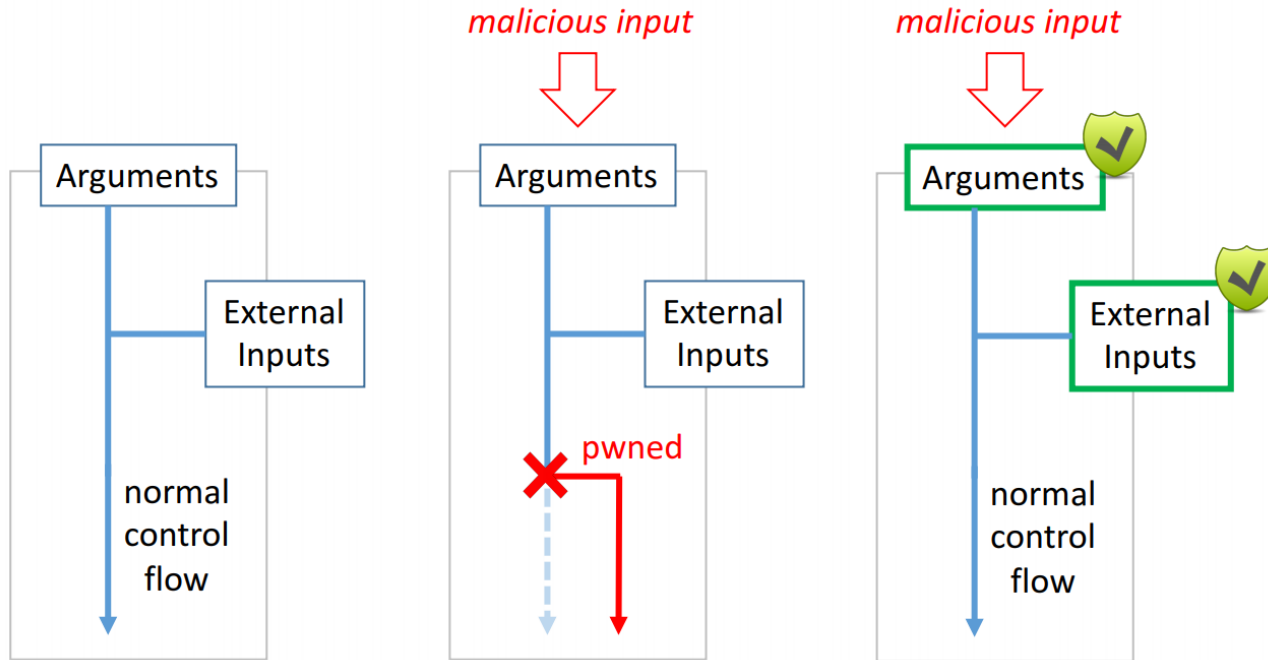 malicious input
malicious input
Arguments
Arguments
Arguments
External
Inputs
External
Inputs
External
Inputs
pwned
normal
control
flow
normal
control
flow